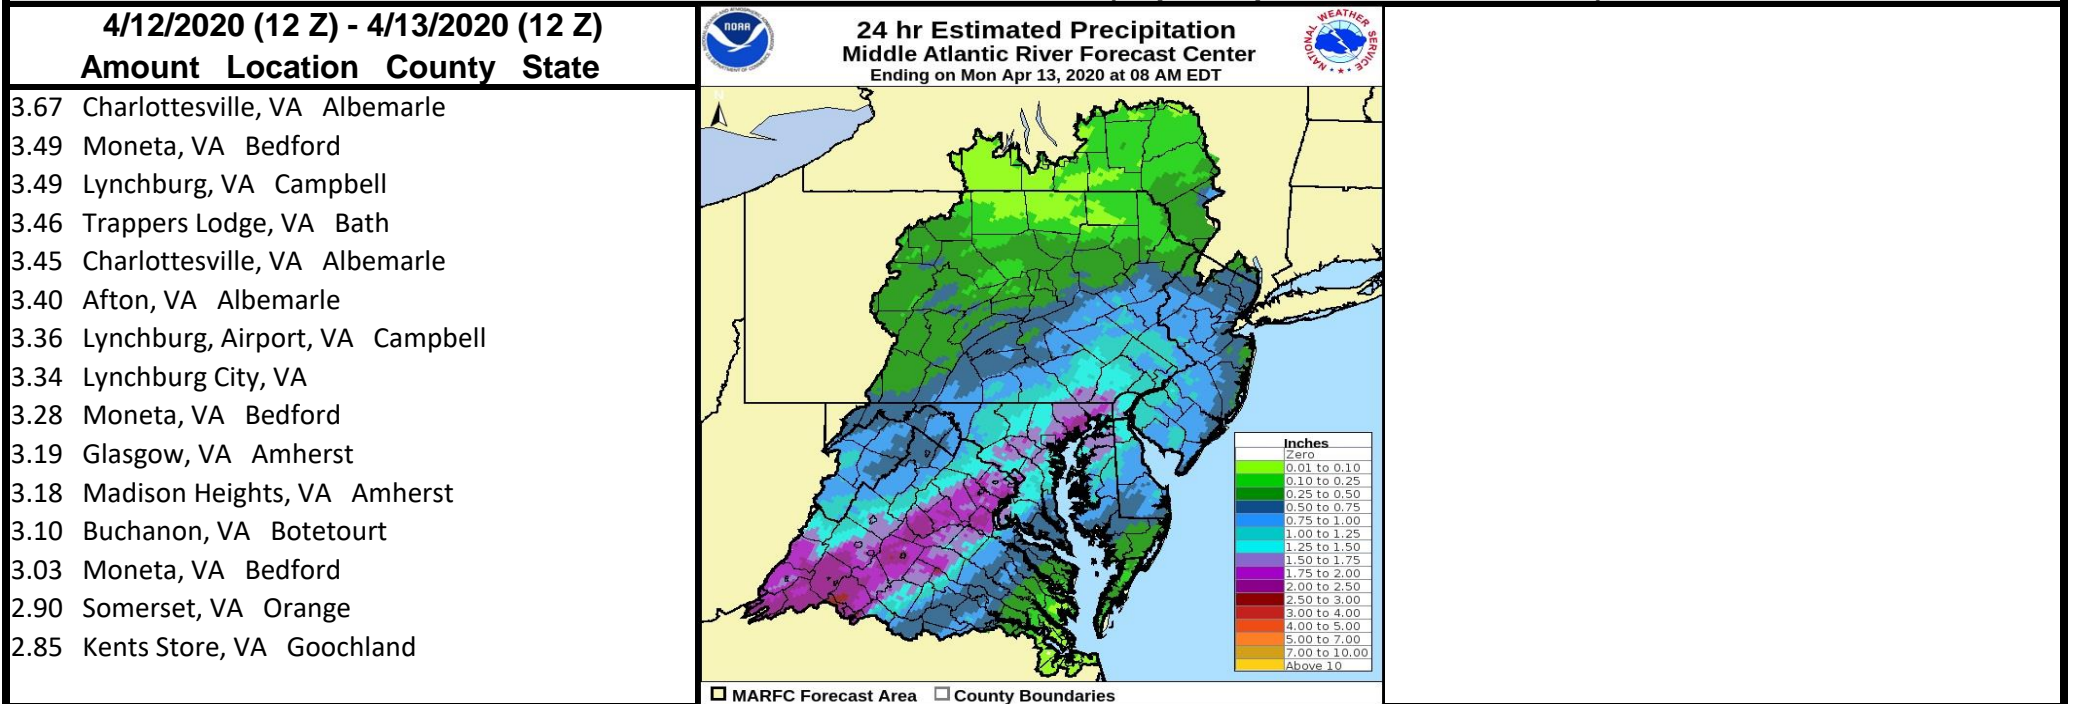 4/12/2020 (12 Z) - 4/13/2020 (12 Z)
Amount Location County State
3.67 Charlottesville, VA Albemarle
3.49 Moneta, VA Bedford
3.49 Lynchburg, VA Campbell
3.46 Trappers Lodge, VA Bath
3.45 Charlottesville, VA Albemarle
3.40 Afton, VA Albemarle
3.36 Lynchburg, Airport, VA Campbell
3.34 Lynchburg City, VA
3.28 Moneta, VA Bedford
3.19 Glasgow, VA Amherst
3.18 Madison Heights, VA Amherst
3.10 Buchanon, VA Botetourt
3.03 Moneta, VA Bedford
2.90 Somerset, VA Orange
2.85 Kents Store, VA Goochland
NOAA
24 hr Estimated Precipitation
Middle Atlantic River Forecast Center
Ending on Mon Apr 13, 2020 at 08 AM EDT
NATIONAL WEATHER SERVICE
Inches
Zero
0.01 to 0.10
0.10 to 0.25
0.25 to 0.50
0.50 to 0.75
0.75 to 1.00
1.00 to 1.25
1.25 to 1.50
1.50 to 1.75
1.75 to 2.00
2.00 to 2.50
2.50 to 3.00
3.00 to 4.00
4.00 to 5.00
5.00 to 7.00
7.00 to 10.00
Above 10
MARFC Forecast Area County Boundaries